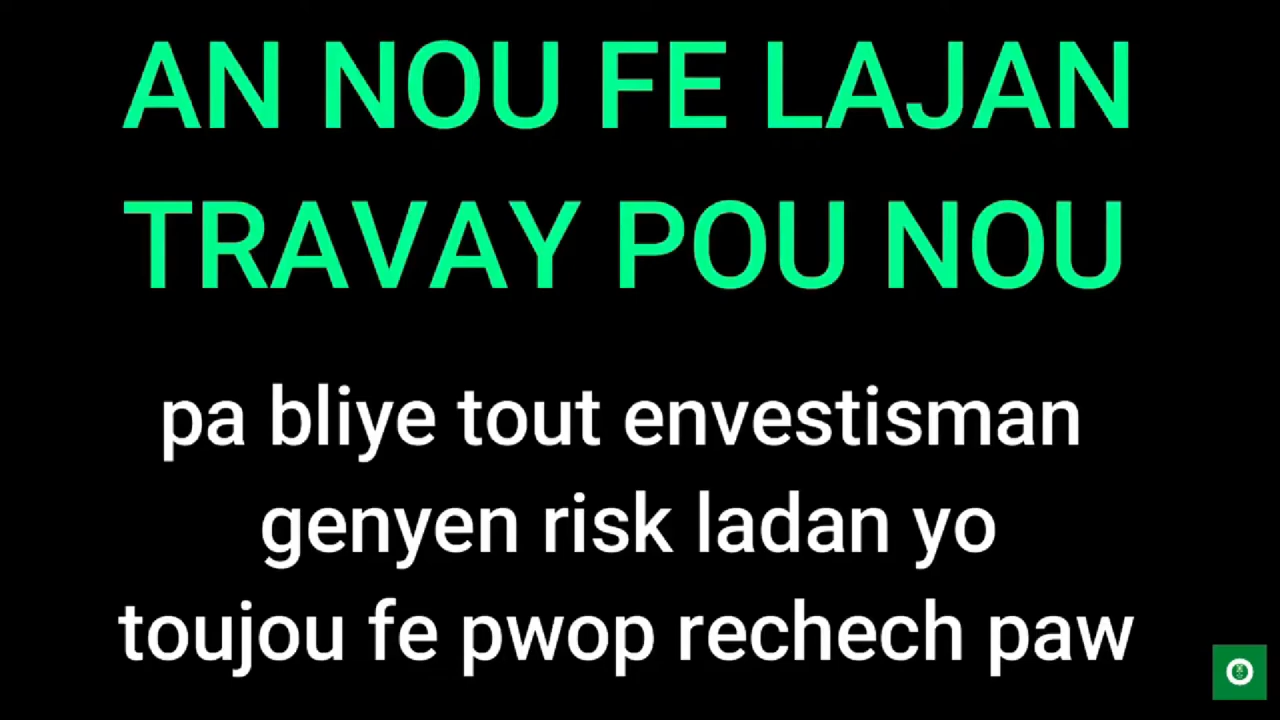 AN NOU FE LAJAN
TRAVAY POU NOU
pa bliye tout envestisman
genyen risk ladan yo
toujou fe pwop rechech paw